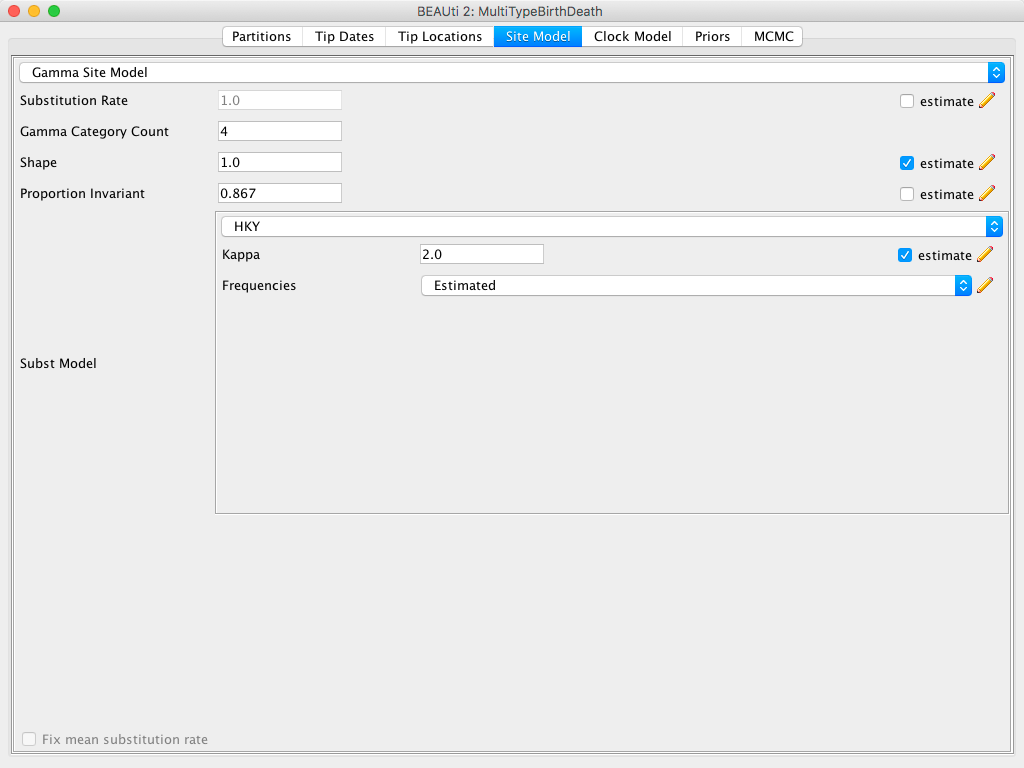 BEAUti 2: MultiTypeBirthDeath
Partitions Tip Dates Tip Locations Site Model Clock Model Priors MCMC
Gamma Site Model
Substitution Rate 1.0 estimate
Gamma Category Count 4
Shape 1.0 estimate
Proportion Invariant 0.867 estimate
HKY
Kappa 2.0 estimate
Frequencies Estimated
Subst Model
Fix mean substitution rate